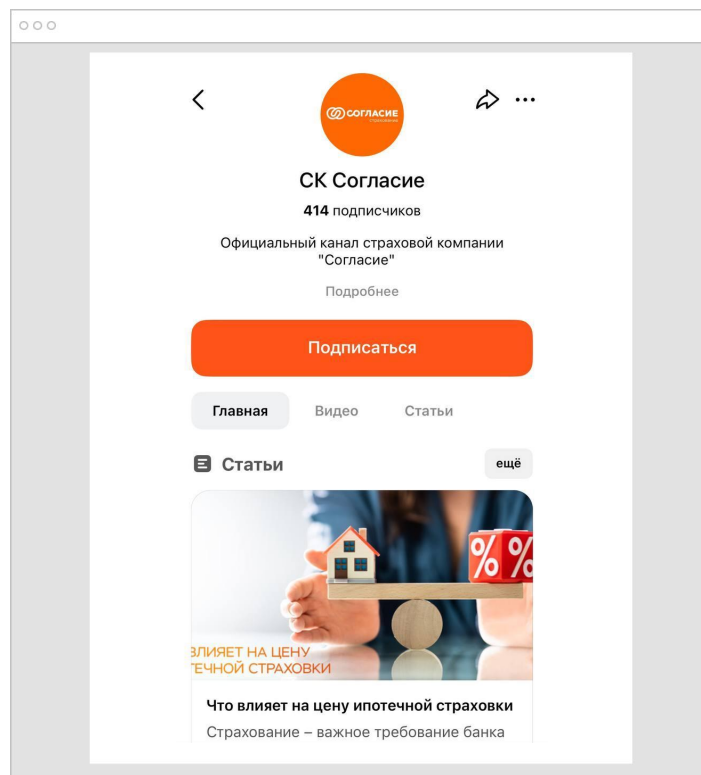 СОГЛАСИЕ
СК Согласие
414 подписчиков
Официальный канал страховой компании
"Согласие"
Подробнее
Подписаться
Главная
Видео
Статьи
Статьи
ещё
% %
ВЛИЯЕТ НА ЦЕНУ
ТЕЧНОЙ СТРАХОВКИ
Что влияет на цену ипотечной страховки
Страхование – важное требование банка